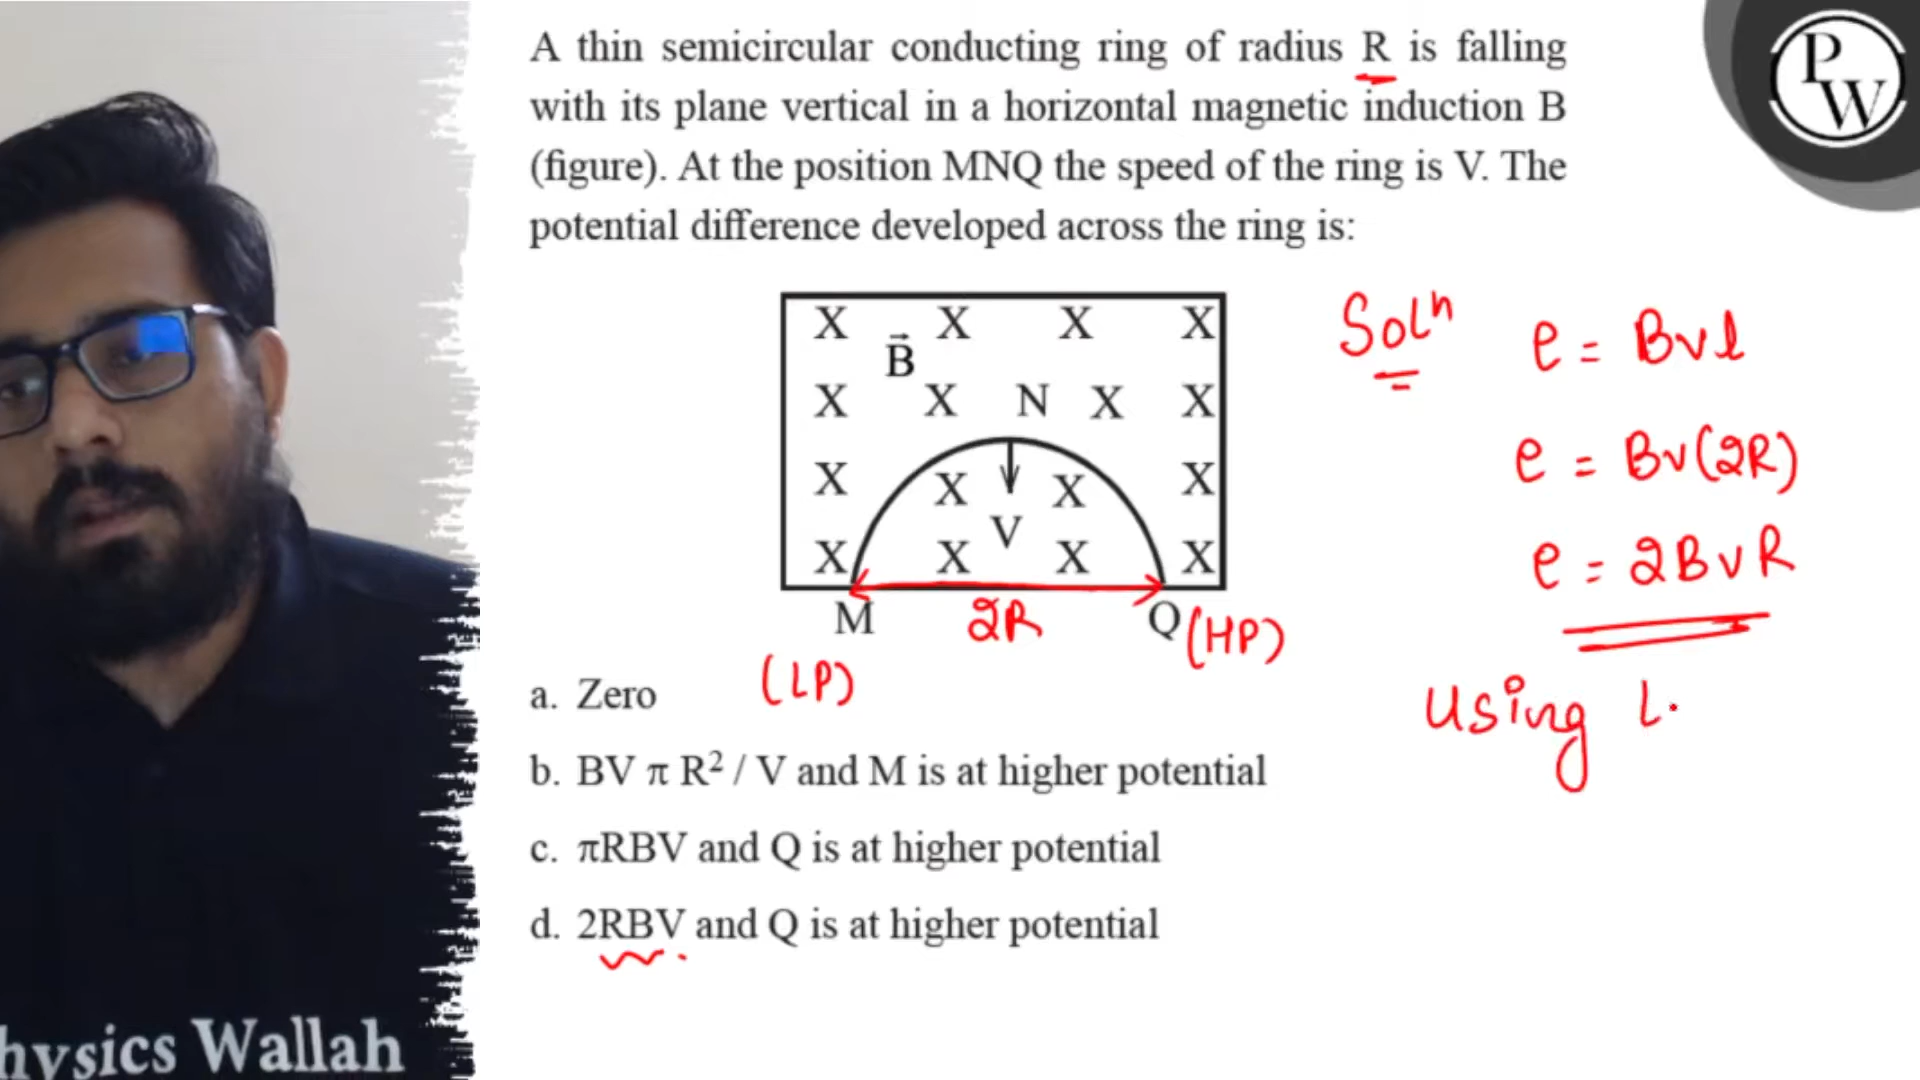 A thin semicircular conducting ring of radius R is falling
with its plane vertical in a horizontal magnetic induction B
(figure). At the position MNQ the speed of the ring is V. The
potential difference developed across the ring is:
PW
X X X X
B⃗
X X N X X
X X X X
V
X X X X
M 2R Q (HP)
(LP)
Solⁿ
e = Bvl
e = Bv(2R)
e = 2BvR
Using L
a. Zero
b. BV π R² / V and M is at higher potential
c. πRBV and Q is at higher potential
d. 2RBV and Q is at higher potential
hysics Wallah